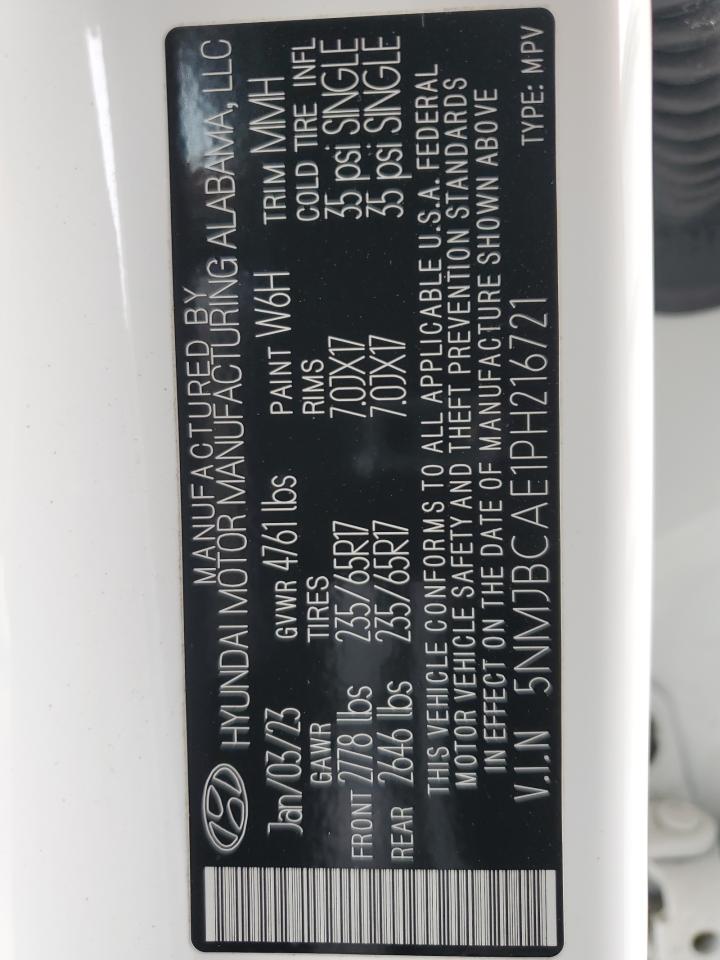 MANUFACTURED BY
HYUNDAI MOTOR MANUFACTURING ALABAMA, LLC
Jan/03/23 GVWR 4761 lbs PAINT W6H TRIM MMH
GAWR TIRES RIMS COLD TIRE INFL
FRONT 2778 lbs 235/65R17 7.0JX17 35 psi SINGLE
REAR 2646 lbs 235/65R17 7.0JX17 35 psi SINGLE
THIS VEHICLE CONFORMS TO ALL APPLICABLE U.S.A. FEDERAL
MOTOR VEHICLE SAFETY AND THEFT PREVENTION STANDARDS
IN EFFECT ON THE DATE OF MANUFACTURE SHOWN ABOVE
V.I.N 5NMJBCAE1PH216721 TYPE: MPV